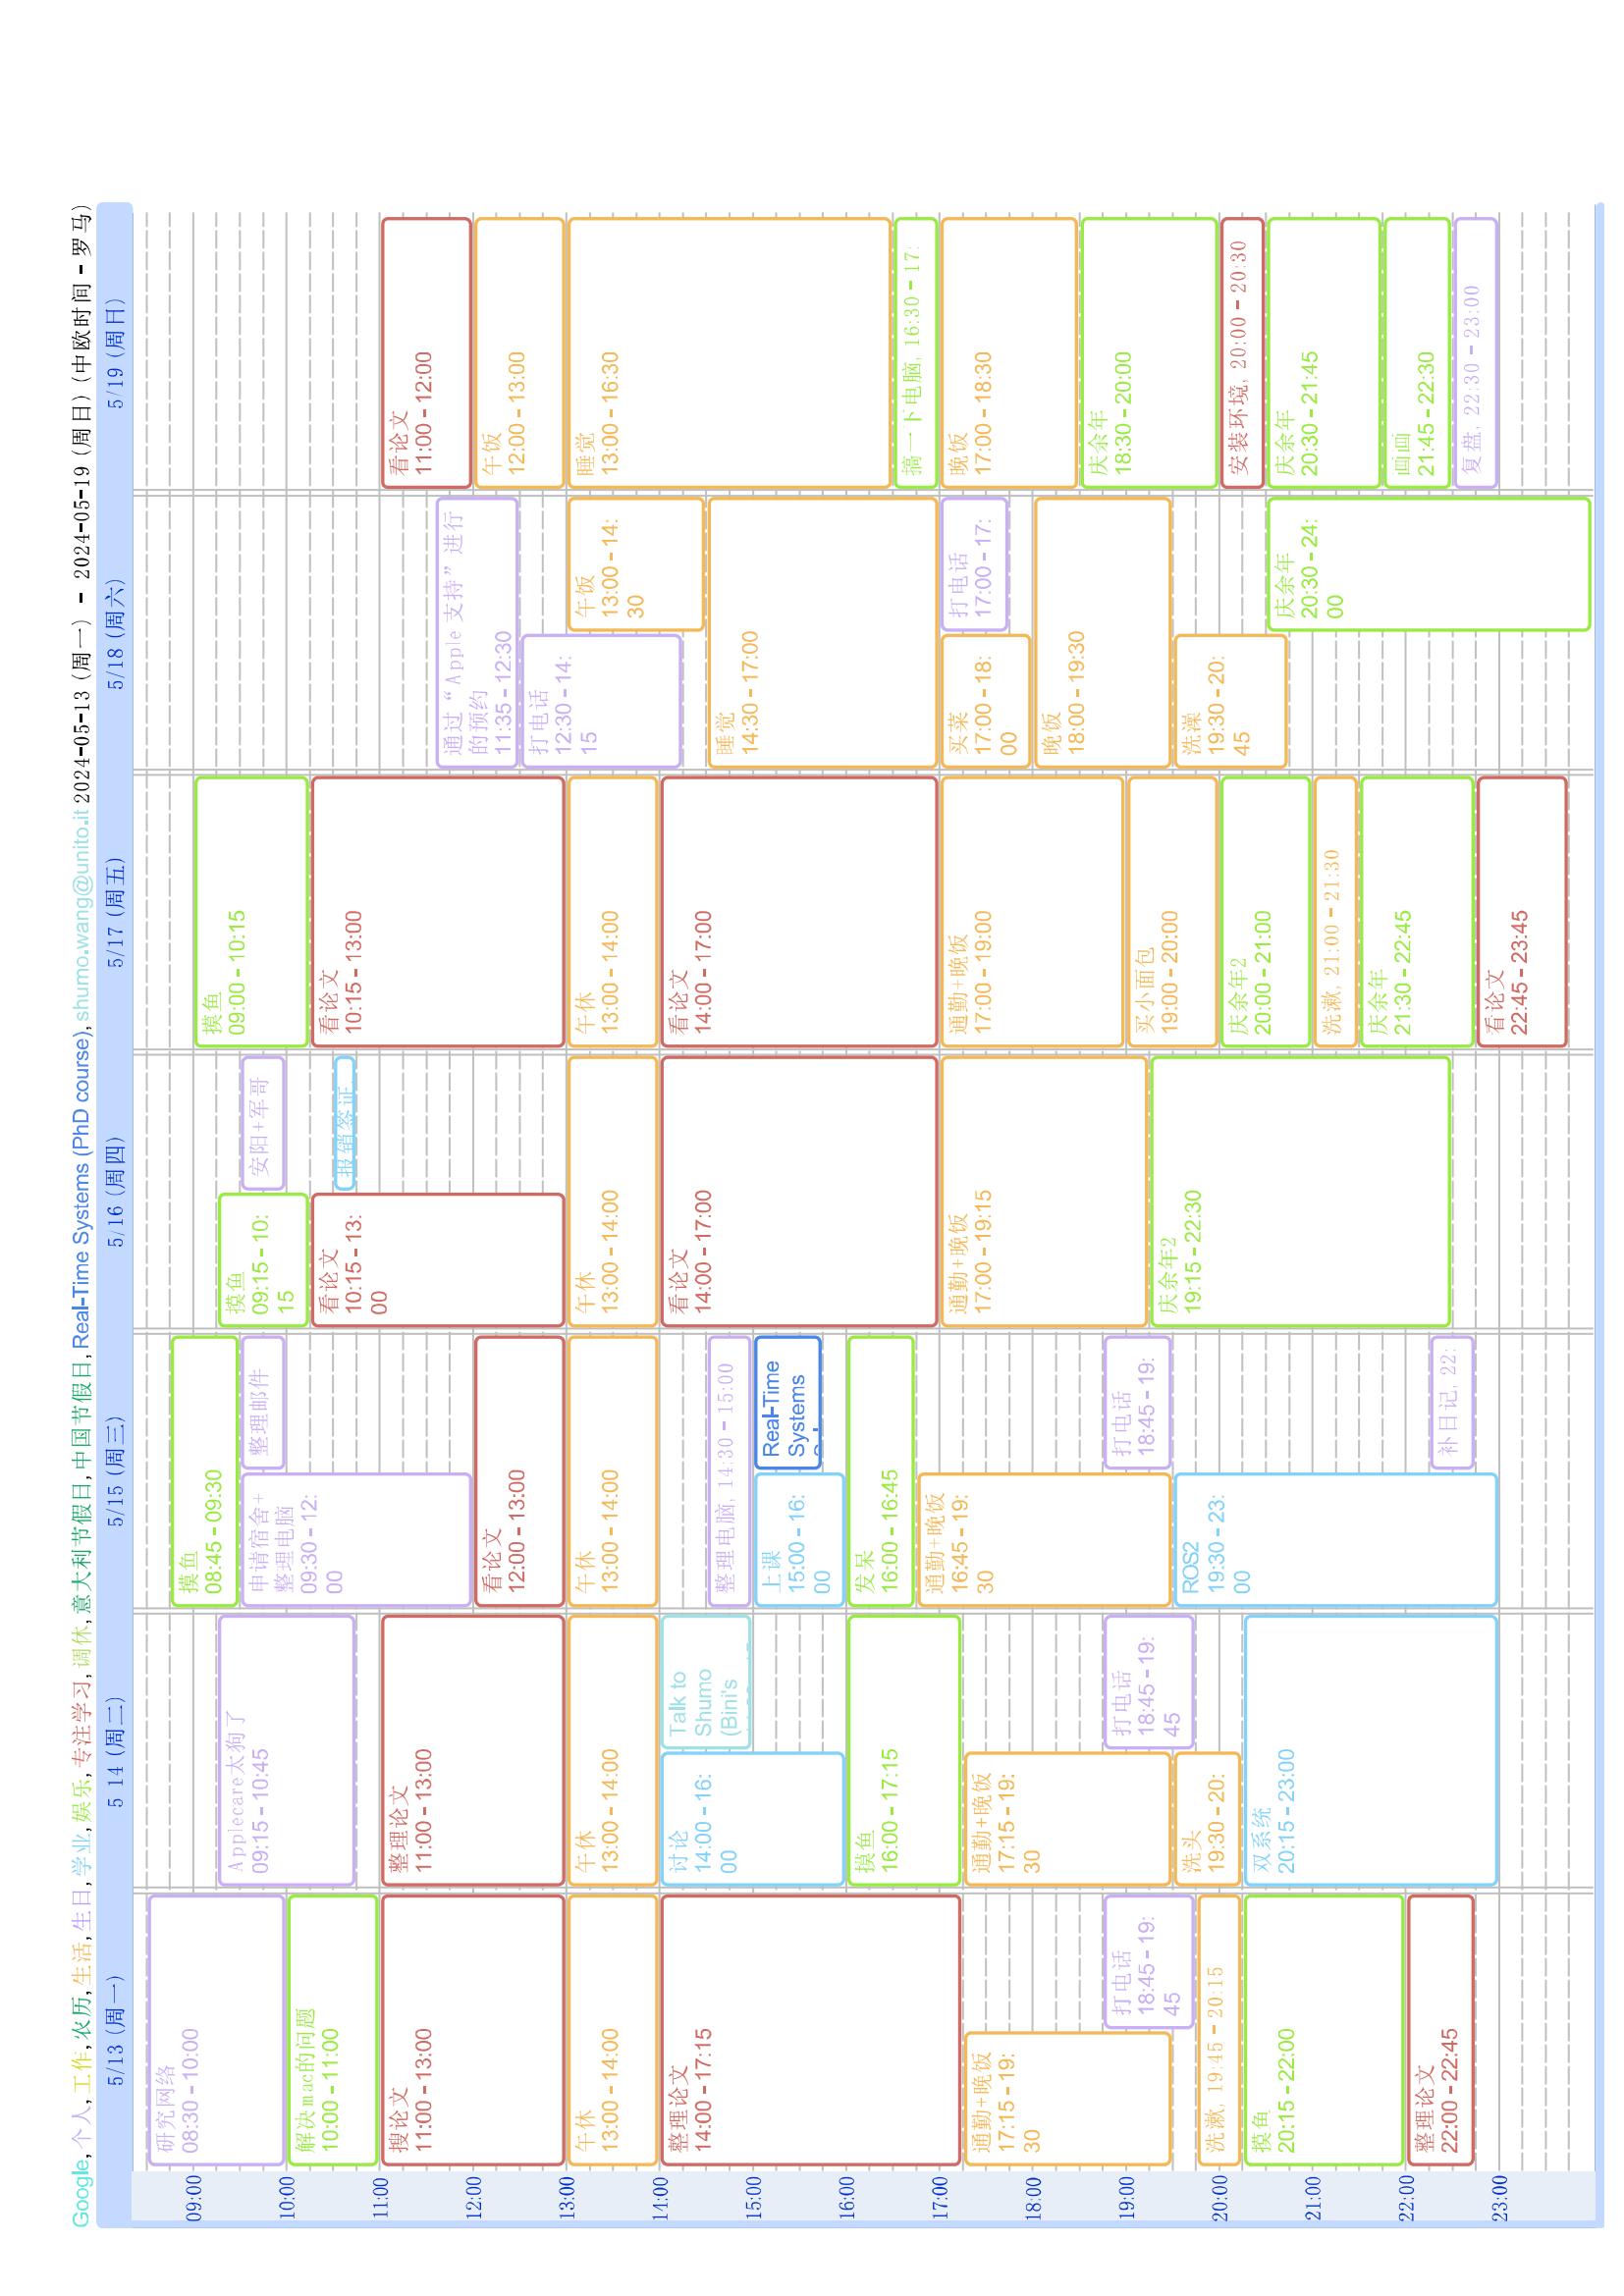 Google, 个人, 工作, 农历, 生活, 生日, 学业, 娱乐, 专注学习, 调休, 意大利节假日, 中国节假日, Real-Time Systems (PhD course), shumo.wang@unito.it 2024-05-13 (周一) - 2024-05-19 (周日) (中欧时间 - 罗马)
5/13 (周一)
5 14 (周二)
5/15 (周三)
5/16 (周四)
5/17 (周五)
5/18 (周六)
5/19 (周日)
09:00
10:00
11:00
12:00
13:00
14:00
15:00
16:00
17:00
18:00
19:00
20:00
21:00
22:00
23:00
研究网络
08:30 - 10:00
解决mac的问题
10:00 - 11:00
搜论文
11:00 - 13:00
午休
13:00 - 14:00
整理论文
14:00 - 17:15
通勤+晚饭
17:15 - 19:
30
打电话
18:45 - 19:
45
洗漱, 19:45 - 20:15
摸鱼
20:15 - 22:00
整理论文
22:00 - 22:45
Applecare太狗了
09:15 - 10:45
整理论文
11:00 - 13:00
午休
13:00 - 14:00
讨论
14:00 - 16:
00
Talk to
Shumo
(Bini's
摸鱼
16:00 - 17:15
通勤+晚饭
17:15 - 19:
30
打电话
18:45 - 19:
45
洗头
19:30 - 20:
双系统
20:15 - 23:00
摸鱼
08:45 - 09:30
申请宿舍+
整理电脑
09:30 - 12:
00
整理邮件
看论文
12:00 - 13:00
午休
13:00 - 14:00
整理电脑, 14:30 - 15:00
上课
15:00 - 16:
00
Real-Time
Systems
发呆
16:00 - 16:45
通勤+晚饭
16:45 - 19:
30
打电话
18:45 - 19:
ROS2
19:30 - 23:
00
补日记, 22:
摸鱼
09:15 - 10:
15
安阳+军哥
看论文
10:15 - 13:
00
报销签证
午休
13:00 - 14:00
看论文
14:00 - 17:00
通勤+晚饭
17:00 - 19:15
庆余年2
19:15 - 22:30
摸鱼
09:00 - 10:15
看论文
10:15 - 13:00
午休
13:00 - 14:00
看论文
14:00 - 17:00
通勤+晚饭
17:00 - 19:00
买小面包
19:00 - 20:00
庆余年2
20:00 - 21:00
洗漱, 21:00 - 21:30
庆余年
21:30 - 22:45
看论文
22:45 - 23:45
通过“Apple 支持”进行
的预约
11:35 - 12:30
打电话
12:30 - 14:
15
午饭
13:00 - 14:
30
睡觉
14:30 - 17:00
买菜
17:00 - 18:
00
打电话
17:00 - 17:
晚饭
18:00 - 19:30
洗澡
19:30 - 20:
45
庆余年
20:30 - 24:
00
看论文
11:00 - 12:00
午饭
12:00 - 13:00
睡觉
13:00 - 16:30
搞一下电脑, 16:30 - 17:
晚饭
17:00 - 18:30
庆余年
18:30 - 20:00
安装环境, 20:00 - 20:30
庆余年
20:30 - 21:45
画画
21:45 - 22:30
复盘, 22:30 - 23:00